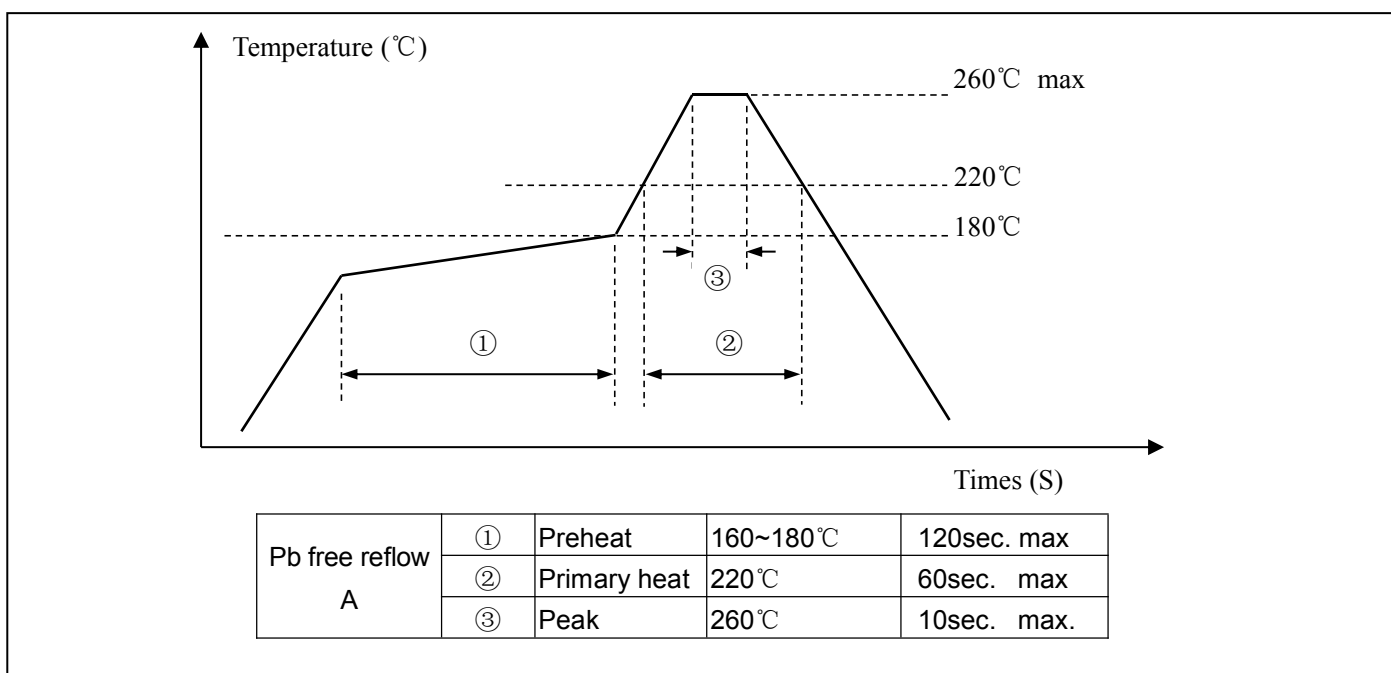 Temperature (℃)
260℃ max
220℃
180℃
③
① ②
Times (S)
Pb free reflow A
① Preheat 160~180℃ 120sec. max
② Primary heat 220℃ 60sec. max
③ Peak 260℃ 10sec. max.